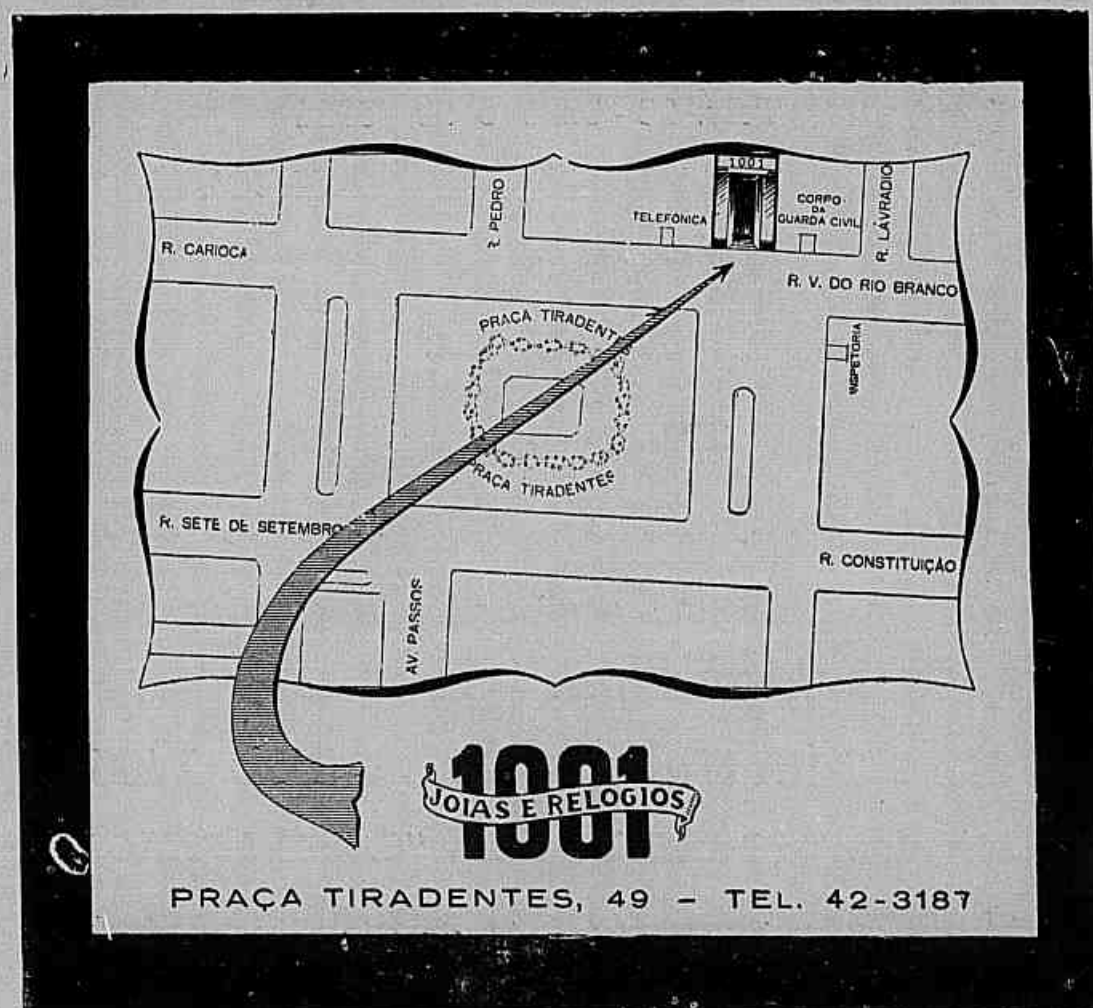 1001
R. PEDRO
TELEFÔNICA
CORPO
DA
GUARDA CIVIL
R. LAVRADIO
R. CARIOCA
R. V. DO RIO BRANCO
PRAÇA TIRADENTES
INSPETORIA
PRAÇA TIRADENTES
R. SETE DE SETEMBRO
R. CONSTITUIÇÃO
AV. PASSOS
1001
JOIAS E RELOGIOS
PRAÇA TIRADENTES, 49 - TEL. 42-3187